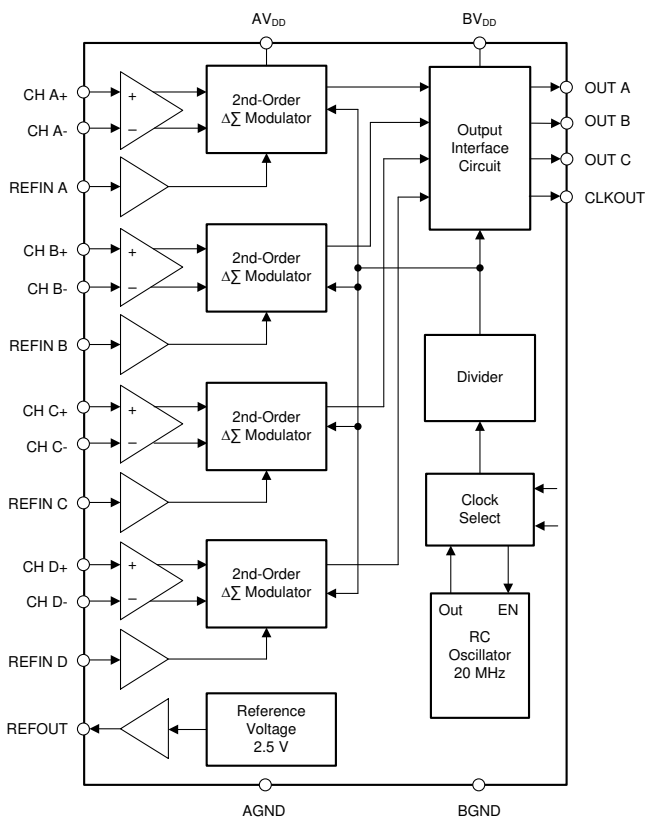 AVDD
BVDD
CH A+
CH A-
REFIN A
+
−
2nd-Order
ΔΣ Modulator
Output
Interface
Circuit
OUT A
OUT B
OUT C
CLKOUT
CH B+
CH B-
REFIN B
+
−
2nd-Order
ΔΣ Modulator
Divider
CH C+
CH C-
REFIN C
+
−
2nd-Order
ΔΣ Modulator
Clock
Select
CH D+
CH D-
REFIN D
+
−
2nd-Order
ΔΣ Modulator
Out EN
RC
Oscillator
20 MHz
REFOUT
Reference
Voltage
2.5 V
AGND
BGND